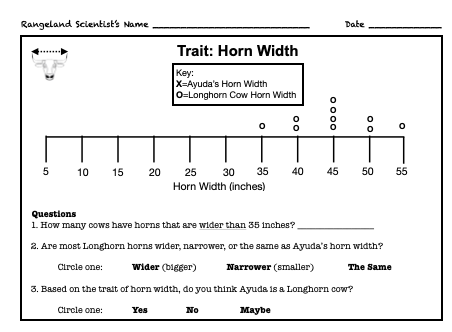 Rangeland Scientist's Name ____________________ Date ____________
Trait: Horn Width
Key:
X=Ayuda's Horn Width
O=Longhorn Cow Horn Width
O
O
O O O O
O O O O O
5 10 15 20 25 30 35 40 45 50 55
Horn Width (inches)
Questions
1. How many cows have horns that are wider than 35 inches? ____________
2. Are most Longhorn horns wider, narrower, or the same as Ayuda's horn width?
Circle one: Wider (bigger) Narrower (smaller) The Same
3. Based on the trait of horn width, do you think Ayuda is a Longhorn cow?
Circle one: Yes No Maybe